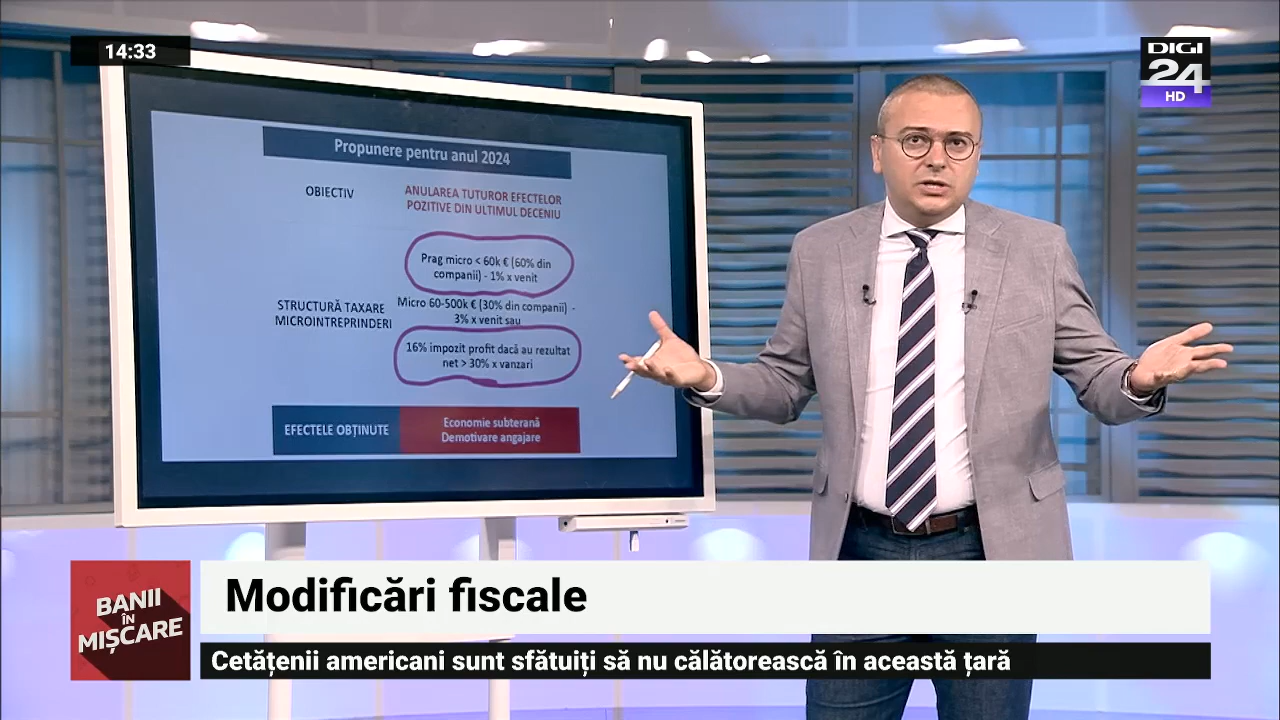 14:33
DIGI
24
HD
Propunere pentru anul 2024
OBIECTIV
ANULAREA TUTUROR EFECTELOR
POZITIVE DIN ULTIMUL DECENIU
Prag micro < 60k € (60% din
companii) - 1% x venit
STRUCTURĂ TAXARE
MICROINTREPRINDERI
Micro 60-500k € (30% din companii) -
3% x venit sau
16% impozit profit dacă au rezultat
net > 30% x vanzari
EFECTELE OBȚINUTE
Economie subterană
Demotivare angajare
BANII
ÎN
MIȘCARE
Modificări fiscale
Cetățenii americani sunt sfătuiți să nu călătorească în această țară